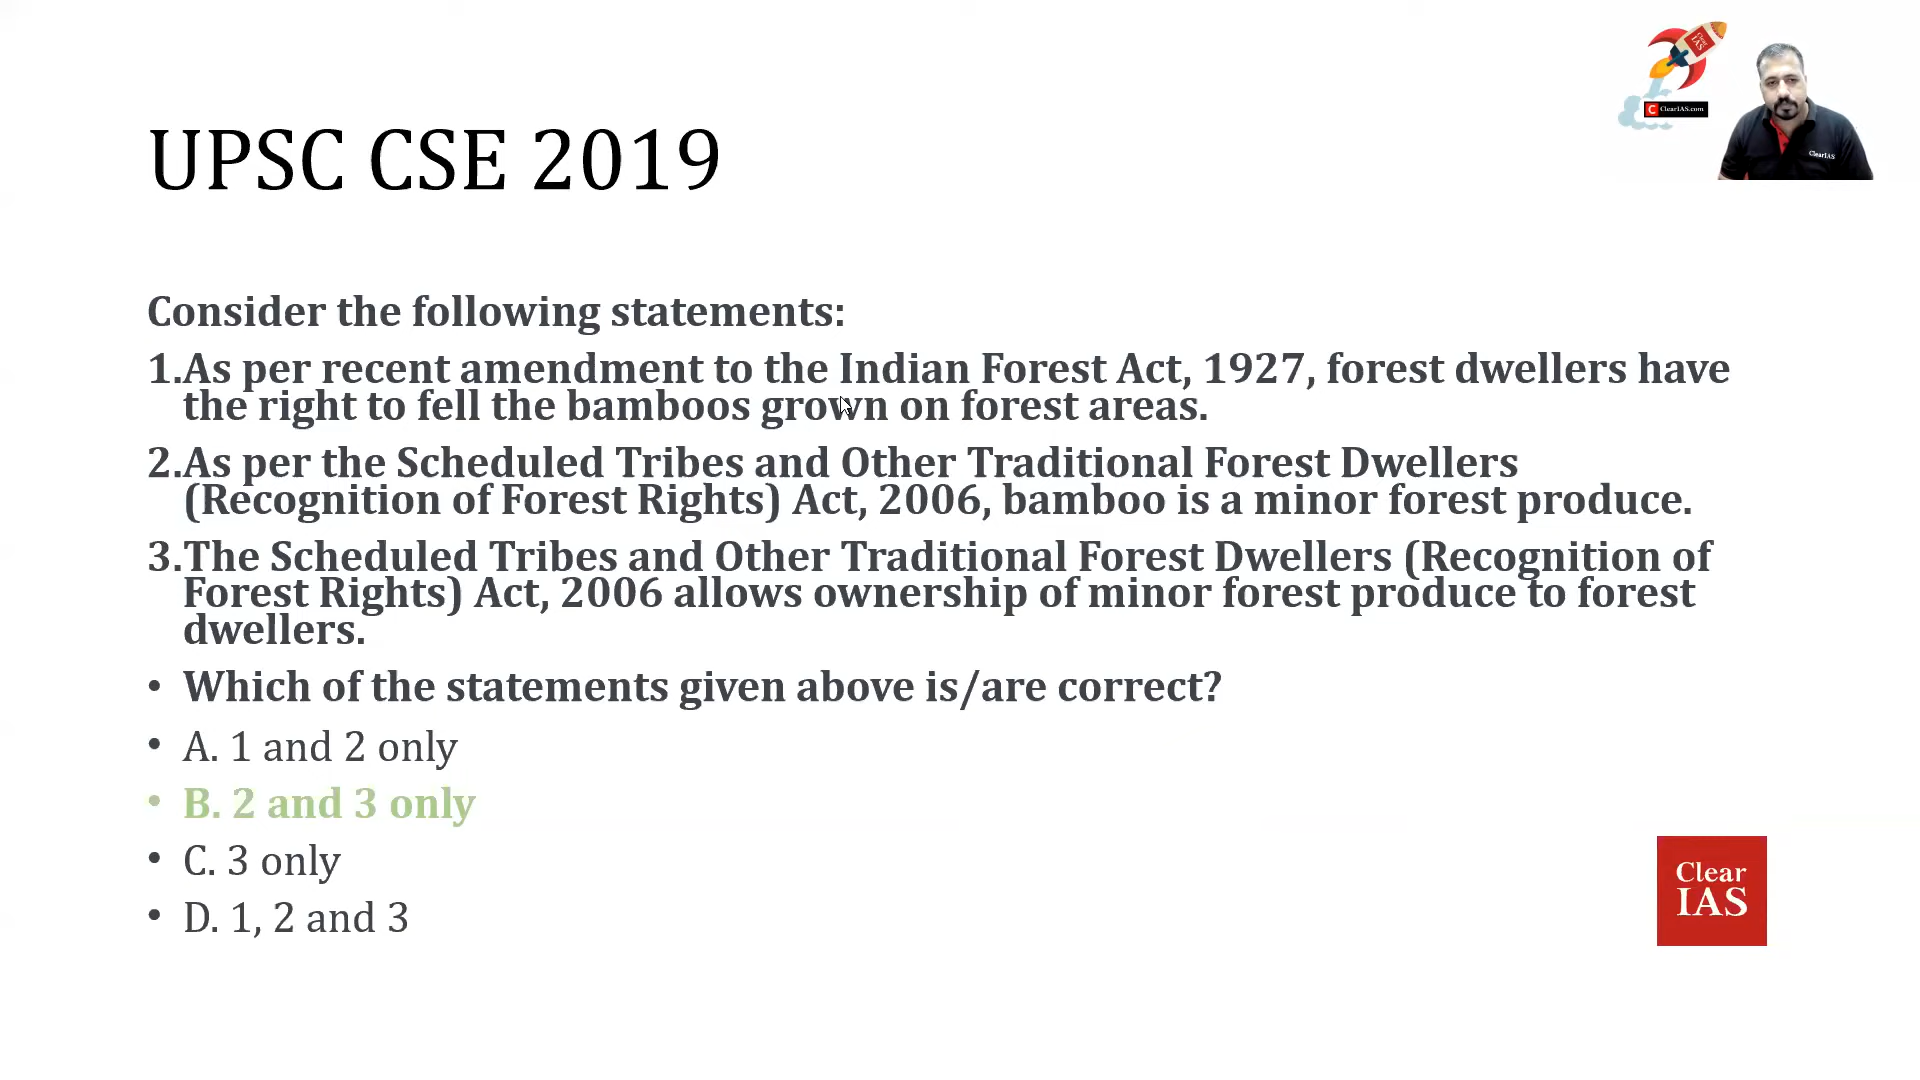 ClearIAS.com
ClearIAS
UPSC CSE 2019
Consider the following statements:
1.As per recent amendment to the Indian Forest Act, 1927, forest dwellers have
the right to fell the bamboos grown on forest areas.
2.As per the Scheduled Tribes and Other Traditional Forest Dwellers
(Recognition of Forest Rights) Act, 2006, bamboo is a minor forest produce.
3.The Scheduled Tribes and Other Traditional Forest Dwellers (Recognition of
Forest Rights) Act, 2006 allows ownership of minor forest produce to forest
dwellers.
• Which of the statements given above is/are correct?
• A. 1 and 2 only
• B. 2 and 3 only
• C. 3 only
• D. 1, 2 and 3
Clear
IAS